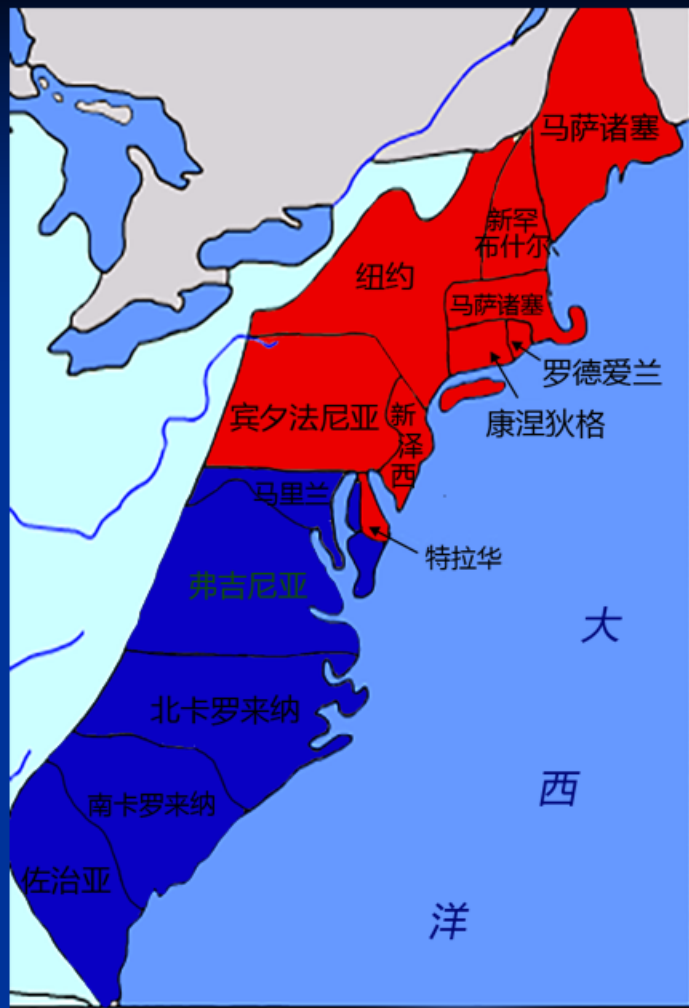 马萨诸塞
新罕
布什尔
纽约
马萨诸塞
罗德爱兰
康涅狄格
宾夕法尼亚
新
泽
西
马里兰
特拉华
弗吉尼亚
大
北卡罗来纳
西
南卡罗来纳
佐治亚
洋